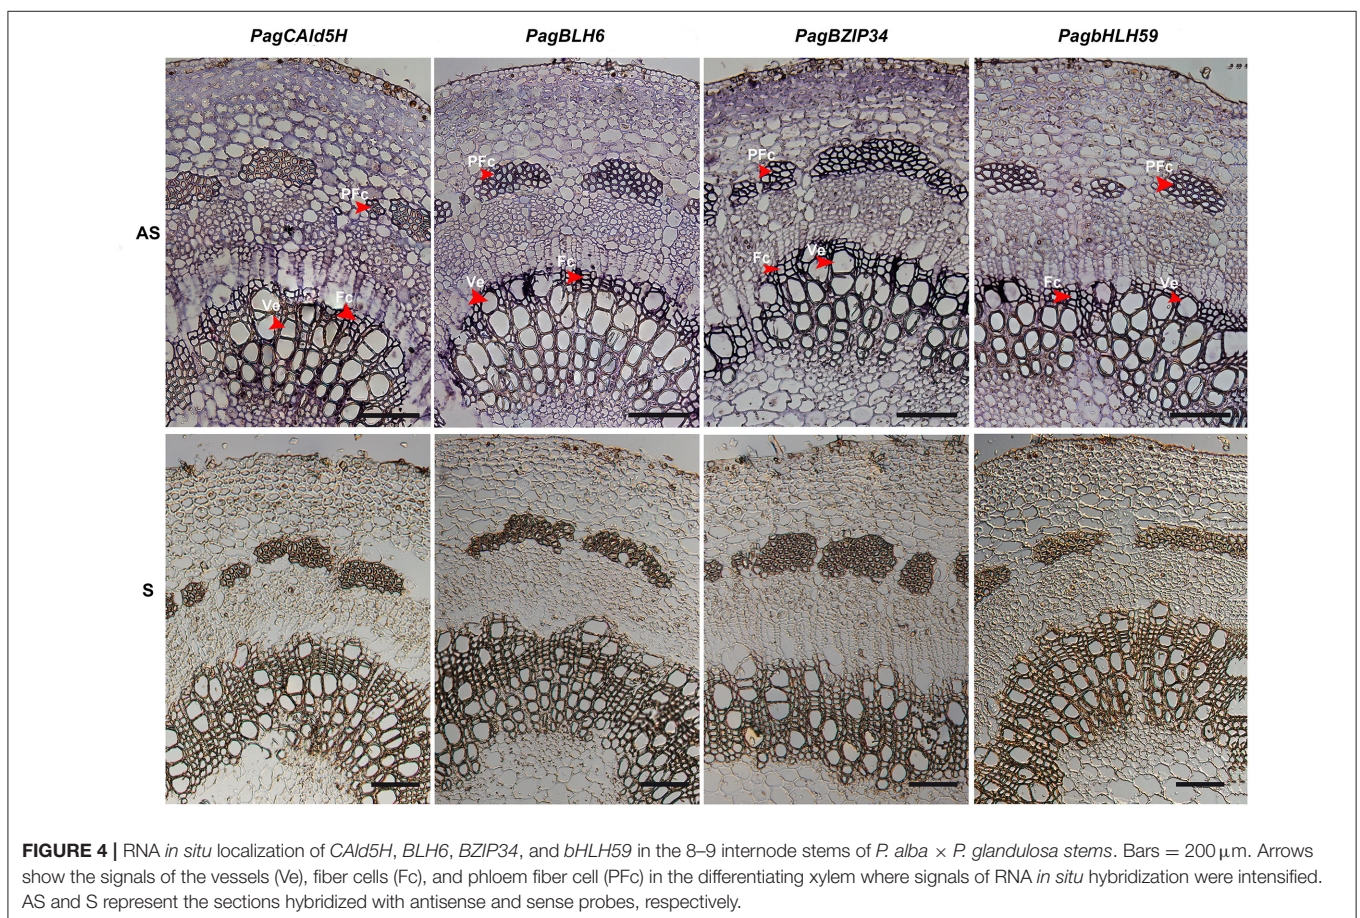 PagCAld5H PagBLH6 PagBZIP34 PagbHLH59
AS
PFc
Ve
Fc
PFc
Ve
Fc
PFc
Fc
Ve
PFc
Fc
Ve
S
FIGURE 4 | RNA in situ localization of CAld5H, BLH6, BZIP34, and bHLH59 in the 8–9 internode stems of P. alba × P. glandulosa stems. Bars = 200 μm. Arrows
show the signals of the vessels (Ve), fiber cells (Fc), and phloem fiber cell (PFc) in the differentiating xylem where signals of RNA in situ hybridization were intensified.
AS and S represent the sections hybridized with antisense and sense probes, respectively.